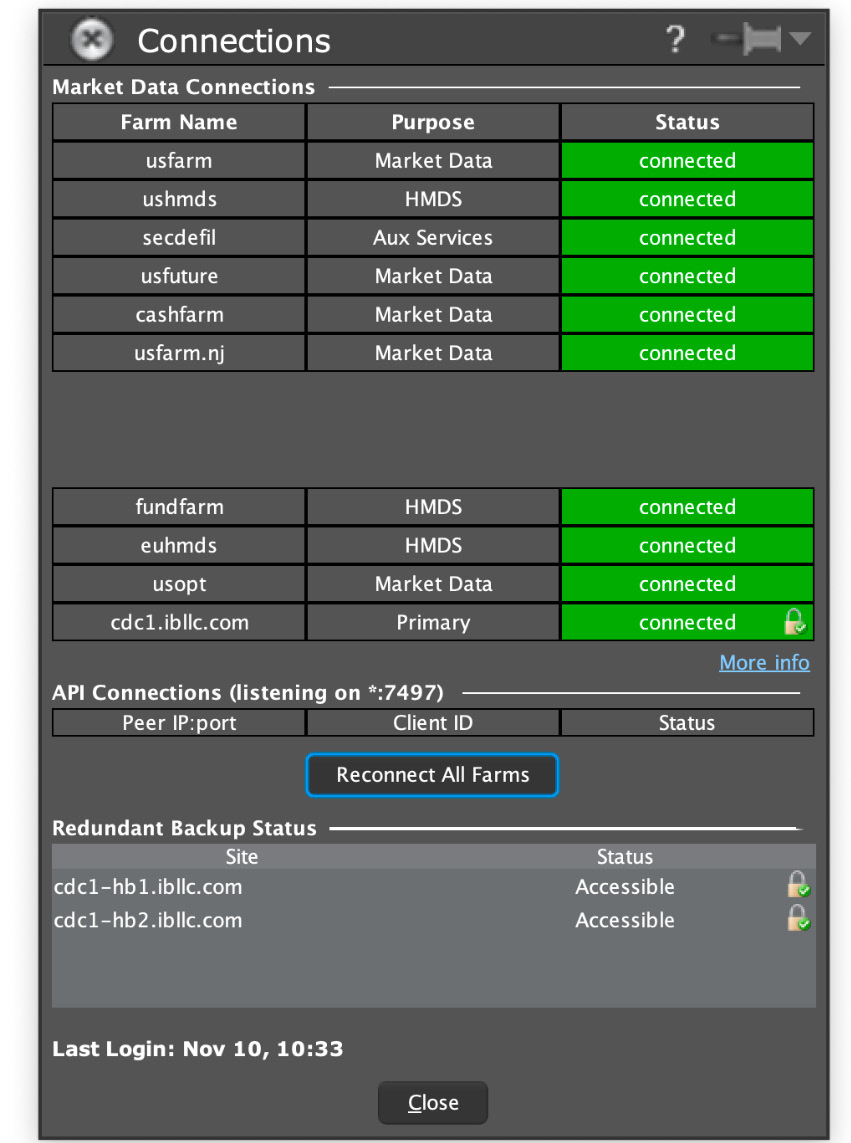 Connections ?
Market Data Connections
Farm Name Purpose Status
usfarm Market Data connected
ushmds HMDS connected
secdefil Aux Services connected
usfuture Market Data connected
cashfarm Market Data connected
usfarm.nj Market Data connected
fundfarm HMDS connected
euhmds HMDS connected
usopt Market Data connected
cdc1.ibllc.com Primary connected
More info
API Connections (listening on *:7497)
Peer IP:port Client ID Status
Reconnect All Farms
Redundant Backup Status
Site Status
cdc1-hb1.ibllc.com Accessible
cdc1-hb2.ibllc.com Accessible
Last Login: Nov 10, 10:33
Close